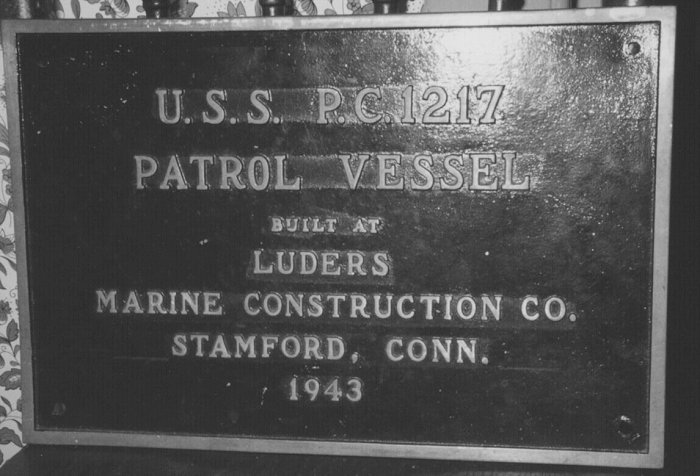 U.S.S. P.C.1217
PATROL VESSEL
BUILT AT
LUDERS
MARINE CONSTRUCTION CO.
STAMFORD, CONN.
1943